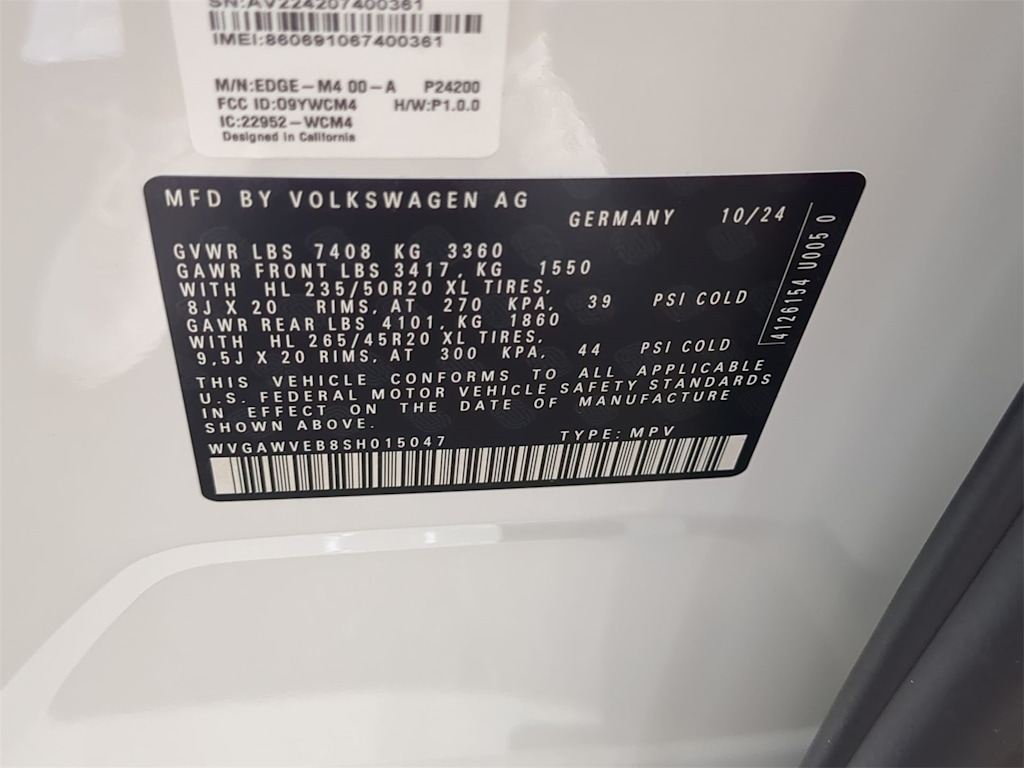 SN:AV224207400361
IMEI:860691067400361
M/N:EDGE-M4 00-A P24200
FCC ID:O9YWCM4 H/W:P1.0.0
IC:22952-WCM4
Designed in California
MFD BY VOLKSWAGEN AG GERMANY 10/24
GVWR LBS 7408 KG 3360
GAWR FRONT LBS 3417, KG 1550
WITH HL 235/50R20 XL TIRES,
8J X 20 RIMS, AT 270 KPA, 39 PSI COLD
GAWR REAR LBS 4101, KG 1860
WITH HL 265/45R20 XL TIRES,
9,5J X 20 RIMS, AT 300 KPA, 44 PSI COLD
THIS VEHICLE CONFORMS TO ALL APPLICABLE
U.S. FEDERAL MOTOR VEHICLE SAFETY STANDARDS
IN EFFECT ON THE DATE OF MANUFACTURE
SHOWN ABOVE.
WVGAWVEB8SH015047 TYPE: MPV
4126154 U005 0